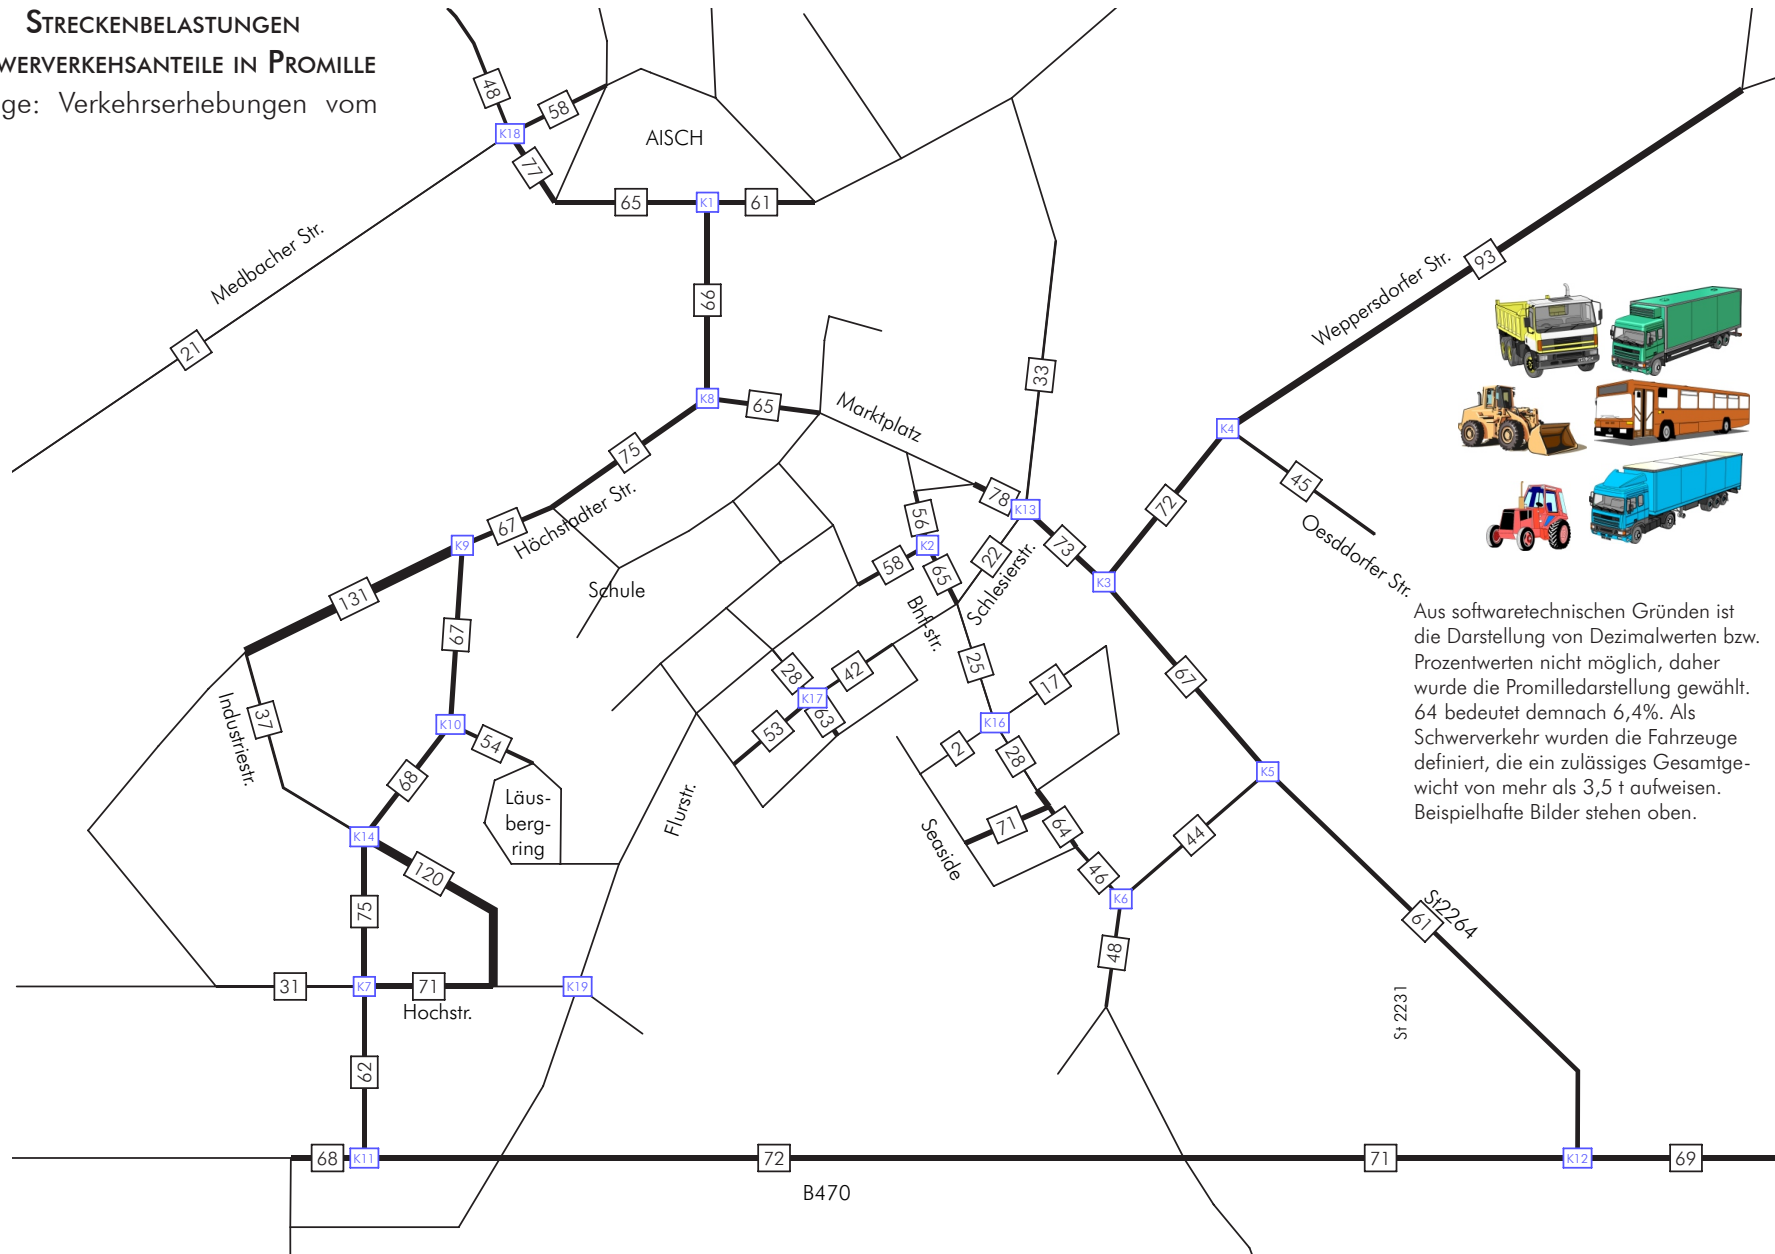 STRECKENBELASTUNGEN
WERVERKEHSANTEILE IN PROMILLE
ge: Verkehrserhebungen vom
48
58
K18
77
AISCH
65
K1
61
Medbacher Str.
21
66
K8
65
75
Marktplatz
33
Weppersdorfer Str.
93
K4
45
72
Oesddorfer Str.
67
Höchstadter Str.
K9
131
Schule
78
K13
56
K2
58
65
22
Schlesierstr.
73
K3
Bhf-str.
67
K10
54
68
Läus-
berg-
ring
37
Industriestr.
K14
120
75
31
K7
71
Hochstr.
K19
62
Flurstr.
28
42
K17
53
63
25
17
K16
2
28
71
64
46
Seaside
K6
48
44
67
K5
St2264
61
St 2231
Aus softwaretechnischen Gründen ist
die Darstellung von Dezimalwerten bzw.
Prozentwerten nicht möglich, daher
wurde die Promilledarstellung gewählt.
64 bedeutet demnach 6,4%. Als
Schwerverkehr wurden die Fahrzeuge
definiert, die ein zulässiges Gesamtge-
wicht von mehr als 3,5 t aufweisen.
Beispielhafte Bilder stehen oben.
68
K11
72
71
K12
69
B470